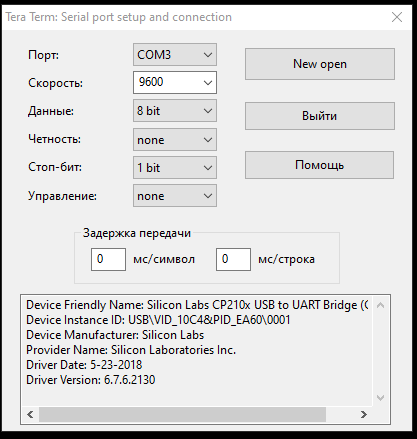 Tera Term: Serial port setup and connection
Порт: COM3
New open
Скорость: 9600
Данные: 8 bit
Выйти
Четность: none
Стоп-бит: 1 bit
Помощь
Управление: none
Задержка передачи
0 мс/символ 0 мс/строка
Device Friendly Name: Silicon Labs CP210x USB to UART Bridge (C
Device Instance ID: USB\VID_10C4&PID_EA60\0001
Device Manufacturer: Silicon Labs
Provider Name: Silicon Laboratories Inc.
Driver Date: 5-23-2018
Driver Version: 6.7.6.2130